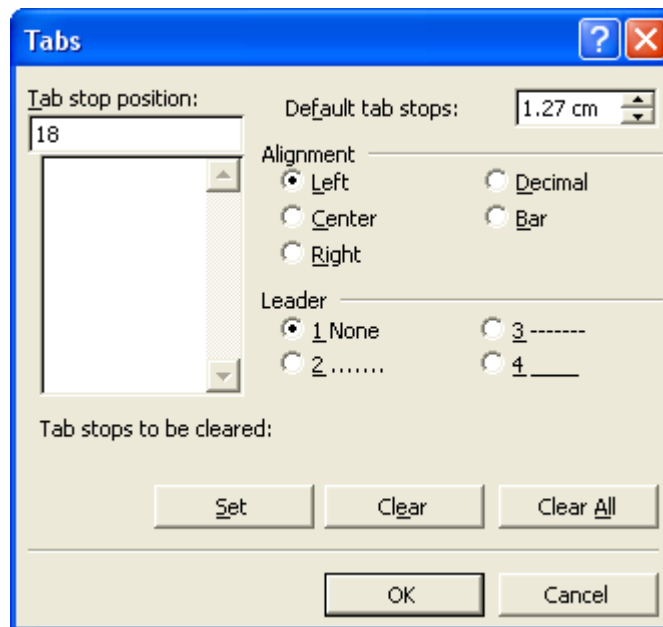 Tabs
Tab stop position:
18
Default tab stops: 1.27 cm
Alignment
Left Decimal
Center Bar
Right
Leader
1 None 3 -------
2 ....... 4 ____
Tab stops to be cleared:
Set Clear Clear All
OK Cancel